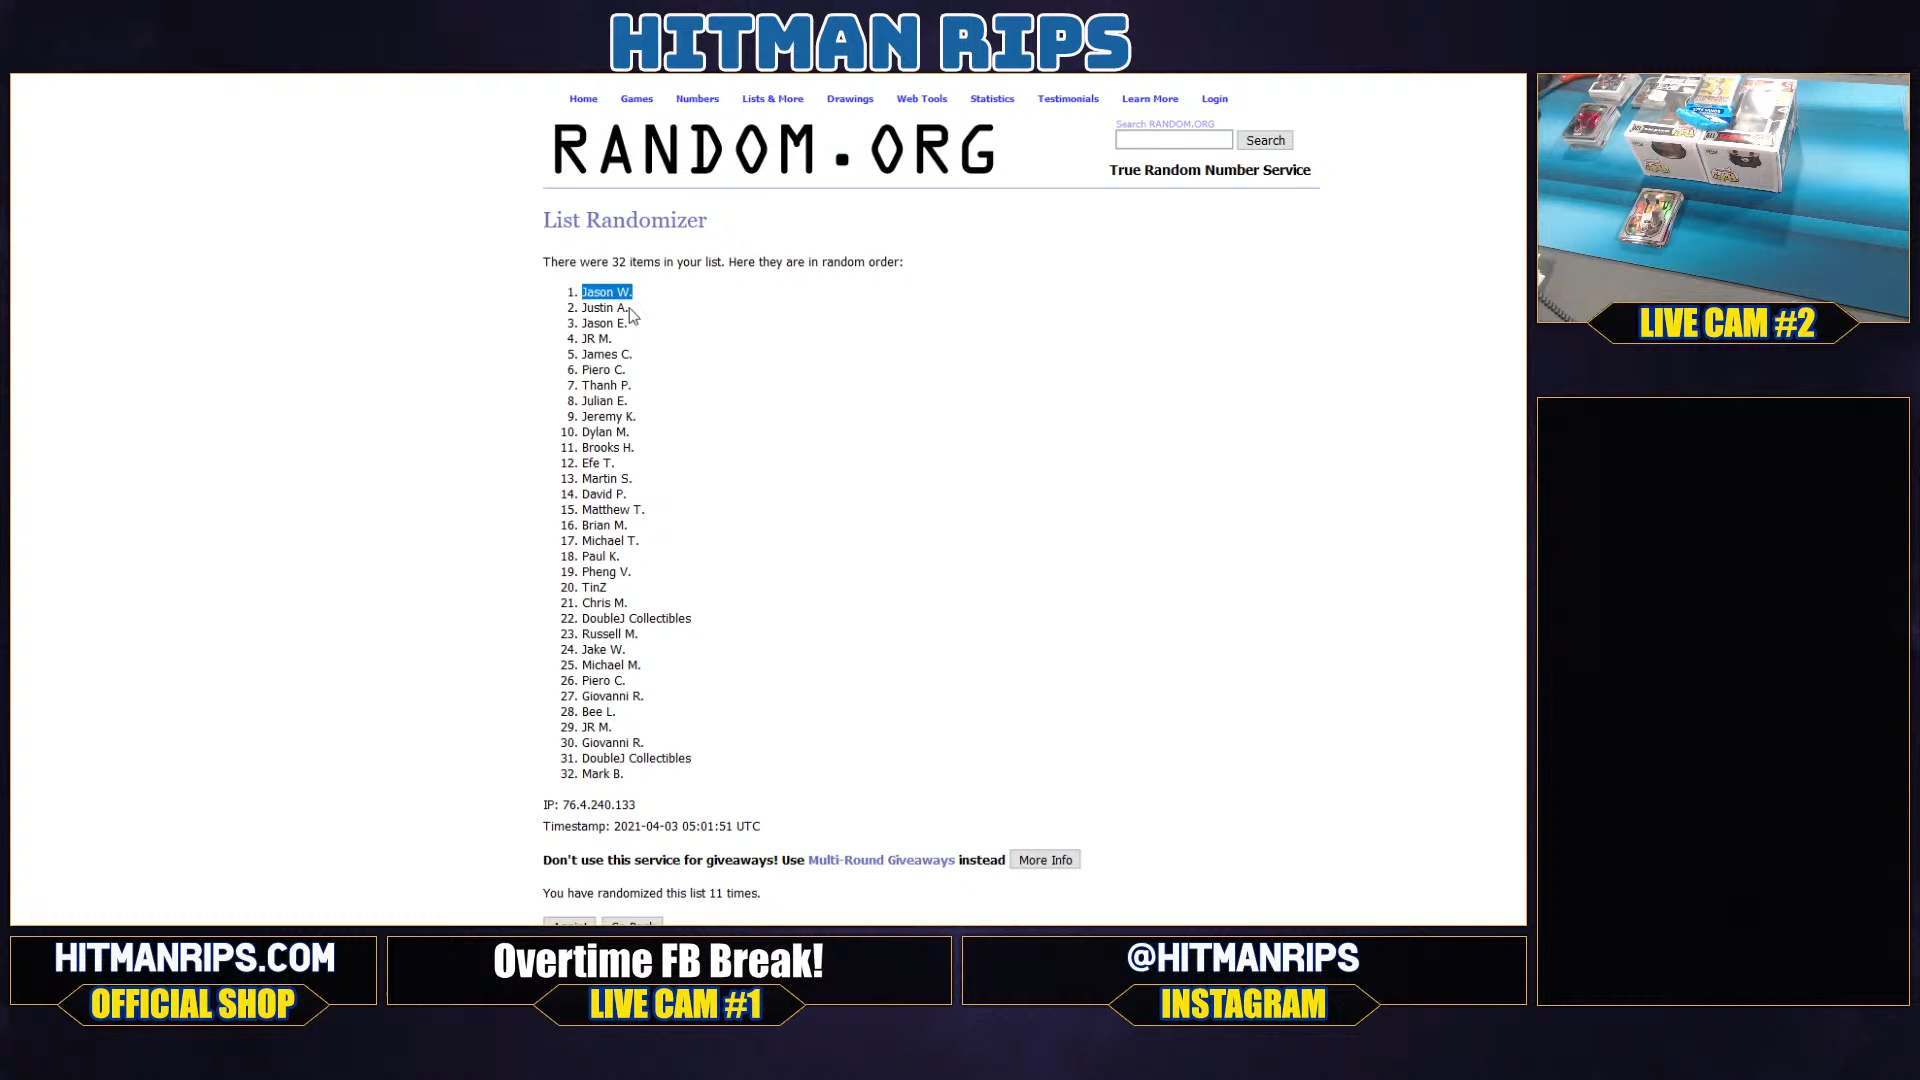 HITMAN RIPS
Home Games Numbers Lists & More Drawings Web Tools Statistics Testimonials Learn More Login
RANDOM.ORG
Search RANDOM.ORG
Search
True Random Number Service
List Randomizer
There were 32 items in your list. Here they are in random order:
1. Jason W.
2. Justin A.
3. Jason E.
4. JR M.
5. James C.
6. Piero C.
7. Thanh P.
8. Julian E.
9. Jeremy K.
10. Dylan M.
11. Brooks H.
12. Efe T.
13. Martin S.
14. David P.
15. Matthew T.
16. Brian M.
17. Michael T.
18. Paul K.
19. Pheng V.
20. TinZ
21. Chris M.
22. DoubleJ Collectibles
23. Russell M.
24. Jake W.
25. Michael M.
26. Piero C.
27. Giovanni R.
28. Bee L.
29. JR M.
30. Giovanni R.
31. DoubleJ Collectibles
32. Mark B.
IP: 76.4.240.133
Timestamp: 2021-04-03 05:01:51 UTC
Don't use this service for giveaways! Use Multi-Round Giveaways instead More Info
You have randomized this list 11 times.
LIVE CAM #2
HITMANRIPS.COM
OFFICIAL SHOP
Overtime FB Break!
LIVE CAM #1
@HITMANRIPS
INSTAGRAM